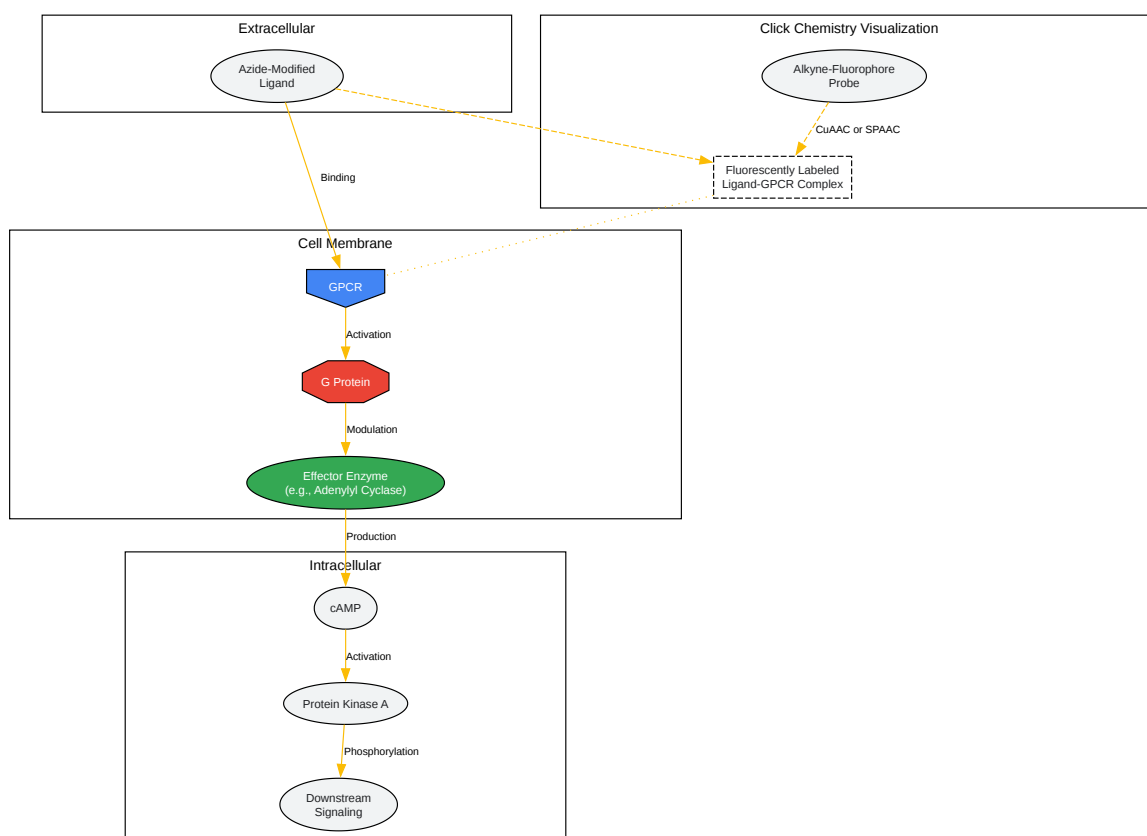 Extracellular
Azide-Modified
Ligand
Click Chemistry Visualization
Alkyne-Fluorophore
Probe
CuAAC or SPAAC
Fluorescently Labeled
Ligand-GPCR Complex
Binding
Cell Membrane
GPCR
Activation
G Protein
Modulation
Effector Enzyme
(e.g., Adenylyl Cyclase)
Production
Intracellular
cAMP
Activation
Protein Kinase A
Phosphorylation
Downstream
Signaling